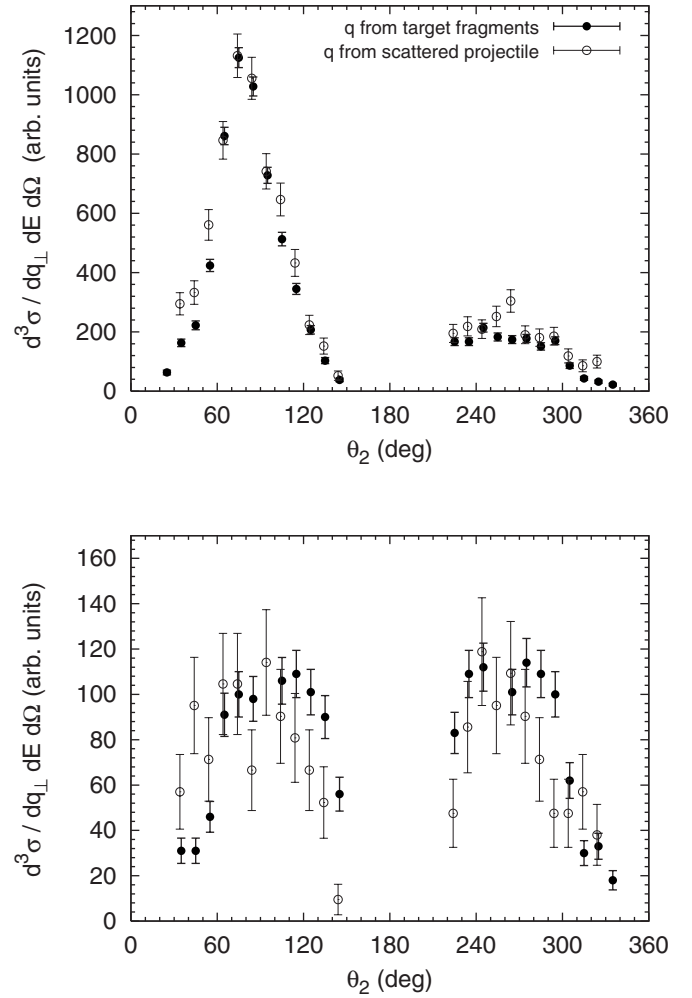 q from target fragments
q from scattered projectile
1200
1000
800
600
400
200
0
d³σ / dq⊥ dE dΩ (arb. units)
0 60 120 180 240 300 360
θ₂ (deg)
160
140
120
100
80
60
40
20
0
d³σ / dq⊥ dE dΩ (arb. units)
0 60 120 180 240 300 360
θ₂ (deg)